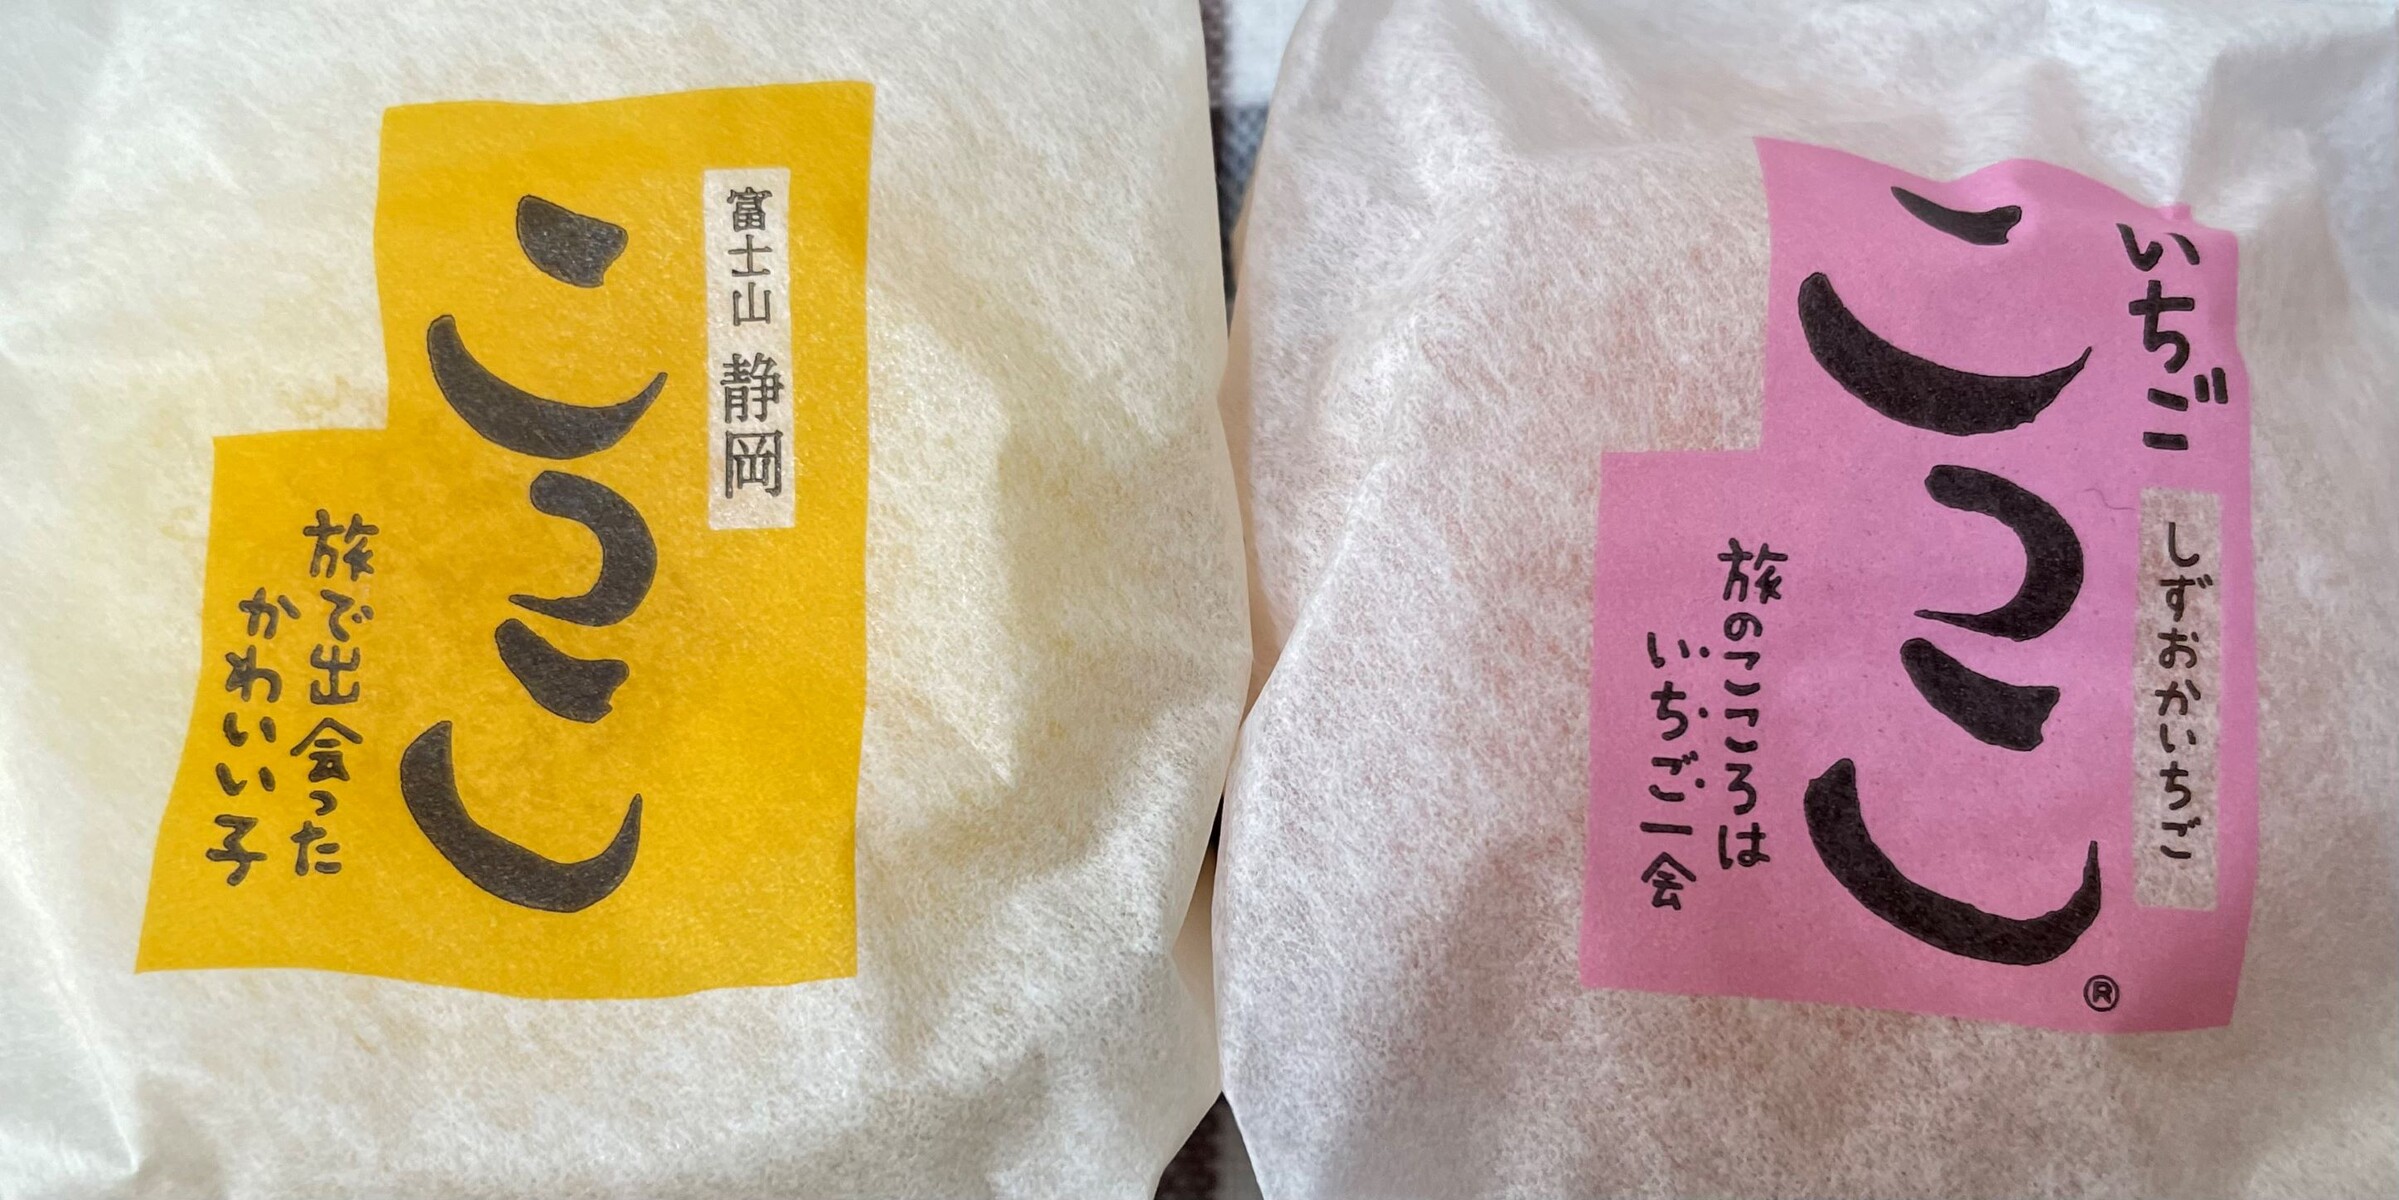 富士山 静岡
こっこ
旅で出会った
かわいい子
いちご
しずおかいちご
こっこ
®
旅のこころは
いちご一会